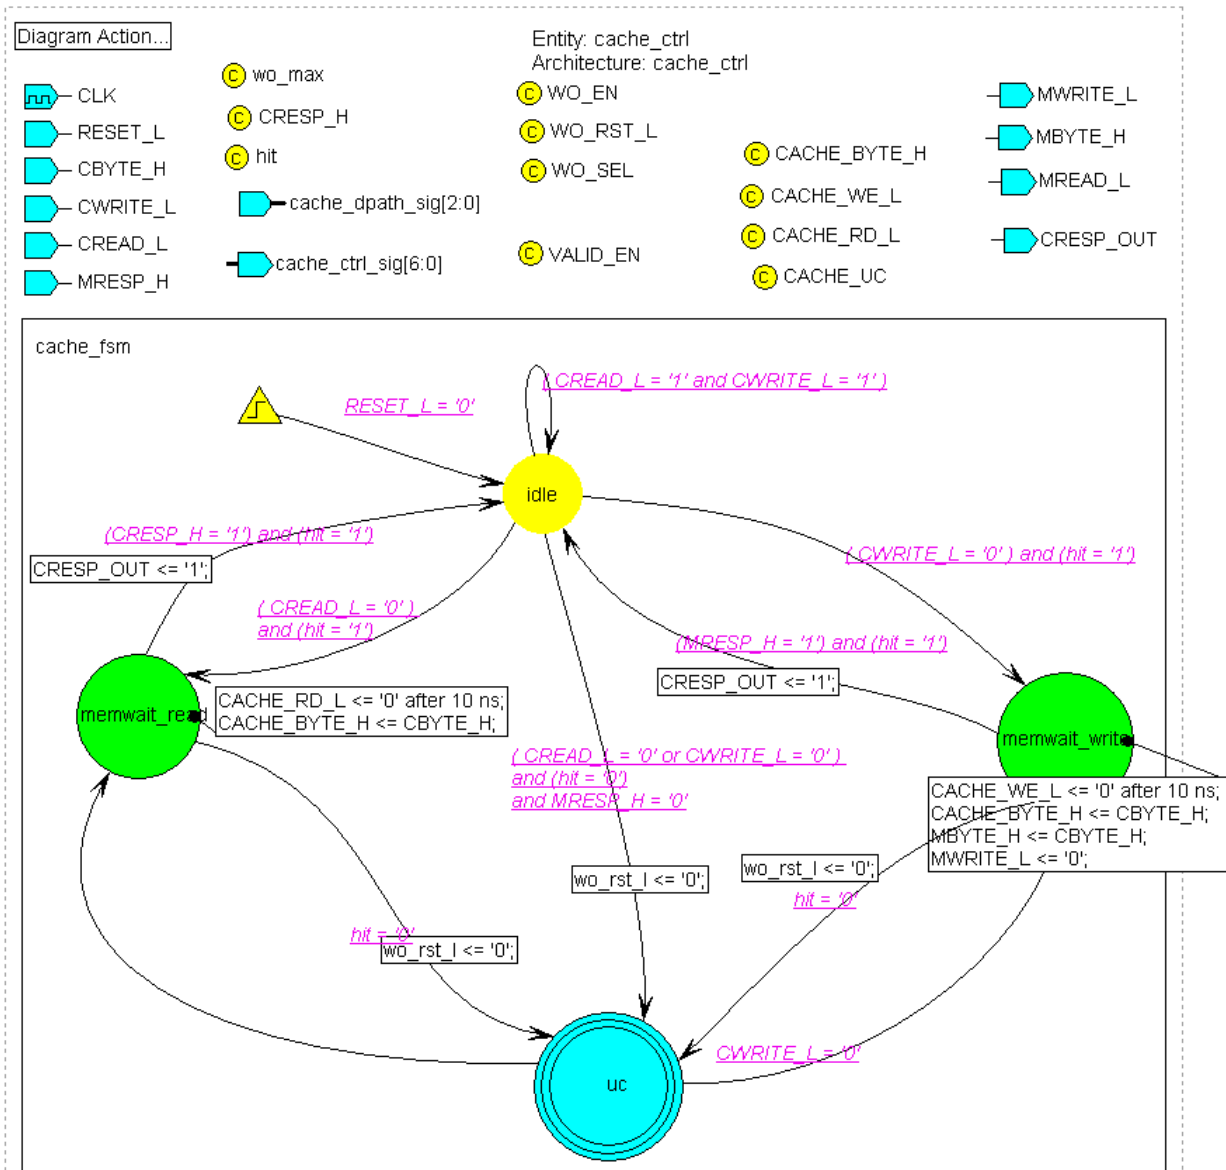 Diagram Action...
Entity: cache_ctrl
Architecture: cache_ctrl
CLK
RESET_L
CBYTE_H
CWRITE_L
CREAD_L
MRESP_H
C wo_max
C CRESP_H
C hit
cache_dpath_sig[2:0]
cache_ctrl_sig[6:0]
C WO_EN
C WO_RST_L
C WO_SEL
C VALID_EN
C CACHE_BYTE_H
C CACHE_WE_L
C CACHE_RD_L
C CACHE_UC
MWRITE_L
MBYTE_H
MREAD_L
CRESP_OUT
cache_fsm
( CREAD_L = '1' and CWRITE_L = '1' )
RESET_L = '0'
idle
(CRESP_H = '1') and (hit = '1')
CRESP_OUT <= '1';
( CWRITE_L = '0' ) and (hit = '1')
( CREAD_L = '0' )
and (hit = '1')
(MRESP_H = '1') and (hit = '1')
CRESP_OUT <= '1';
memwait_read
CACHE_RD_L <= '0' after 10 ns;
CACHE_BYTE_H <= CBYTE_H;
memwait_write
( CREAD_L = '0' or CWRITE_L = '0' )
and (hit = '0')
and MRESP_H = '0'
CACHE_WE_L <= '0' after 10 ns;
CACHE_BYTE_H <= CBYTE_H;
MBYTE_H <= CBYTE_H;
MWRITE_L <= '0';
wo_rst_l <= '0';
wo_rst_l <= '0';
hit = '0'
hit = '0'
wo_rst_l <= '0';
CWRITE_L = '0'
uc